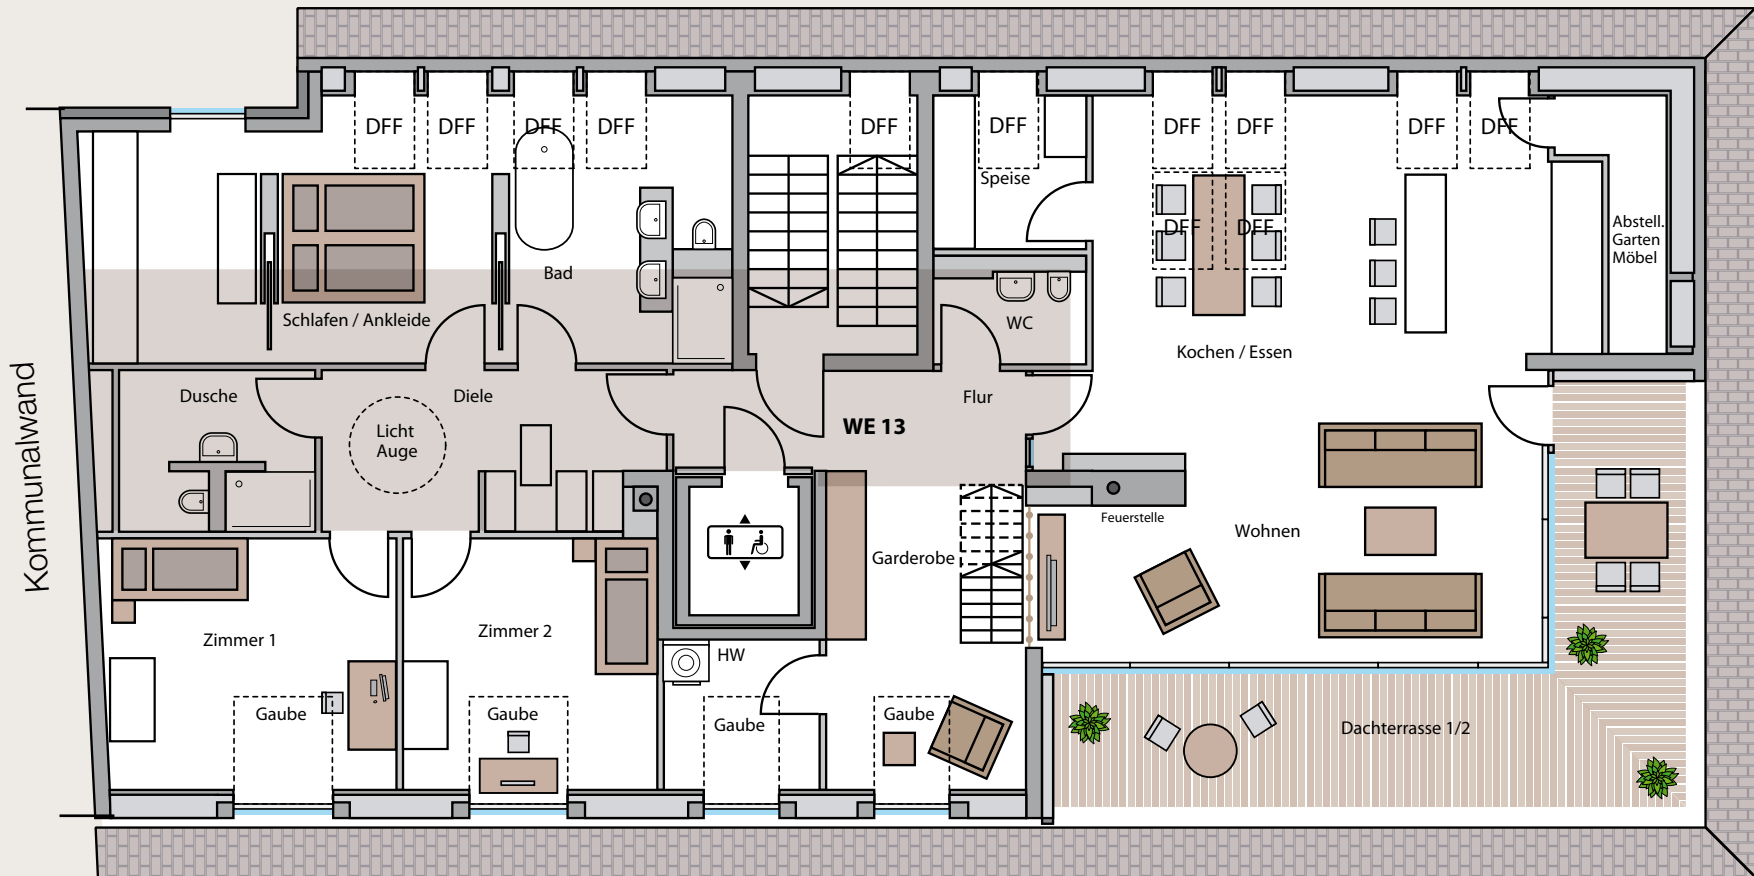 DFF DFF DFF DFF DFF DFF DFF DFF DFF DFF
Speise
DFF DFF
Abstell.
Garten
Möbel
Bad
Schlafen / Ankleide
WC
Kochen / Essen
Kommunalwand
Dusche
Diele
Flur
Licht
Auge
WE 13
Feuerstelle
Wohnen
Garderobe
Zimmer 1
Zimmer 2
HW
Gaube
Gaube
Gaube
Gaube
Dachterrasse 1/2